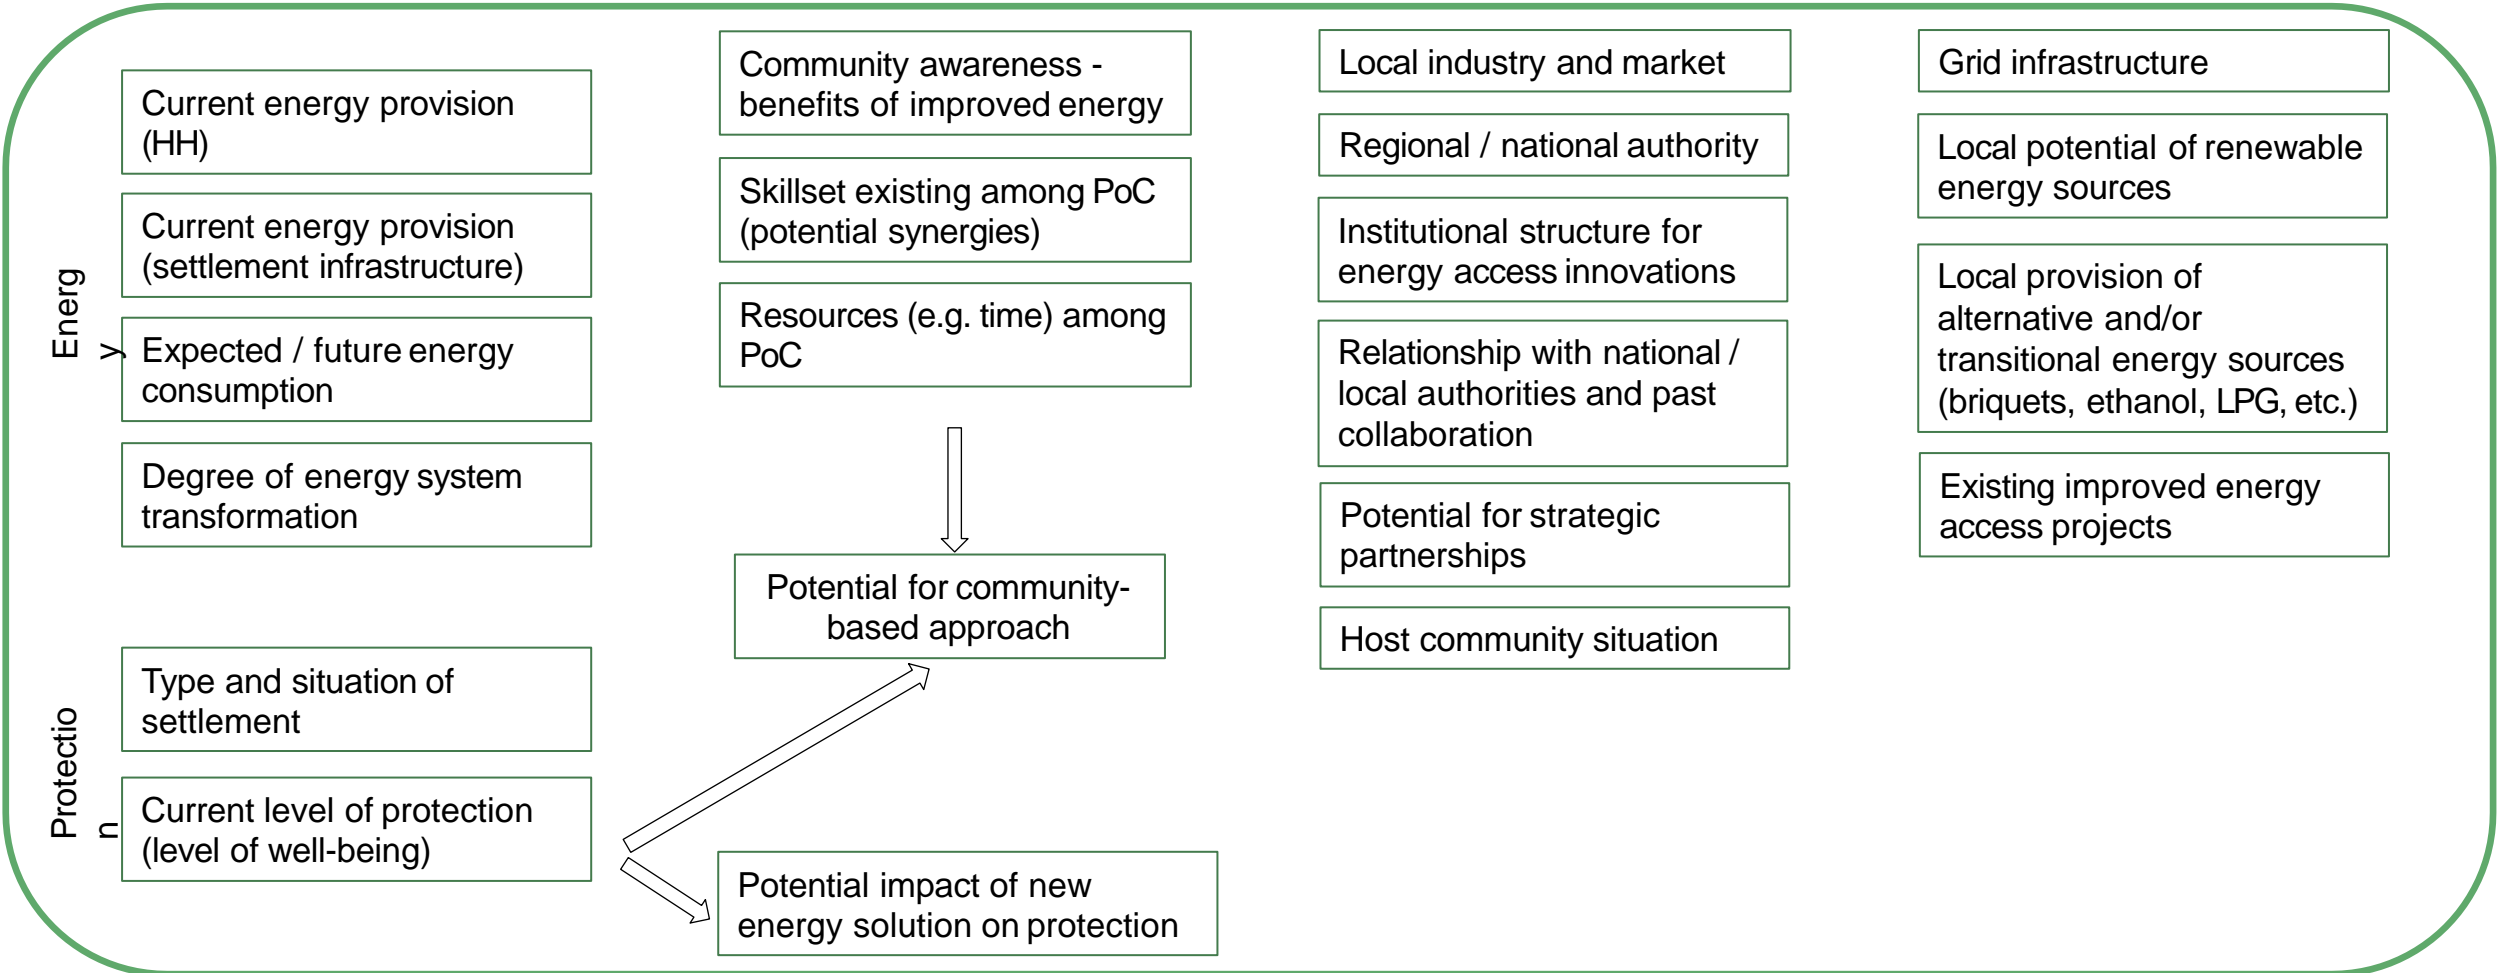 Energ
y
Current energy provision
(HH)
Current energy provision
(settlement infrastructure)
Expected / future energy
consumption
Degree of energy system
transformation
Protectio
n
Type and situation of
settlement
Current level of protection
(level of well-being)
Community awareness -
benefits of improved energy
Skillset existing among PoC
(potential synergies)
Resources (e.g. time) among
PoC
Potential for community-
based approach
Potential impact of new
energy solution on protection
Local industry and market
Regional / national authority
Institutional structure for
energy access innovations
Relationship with national /
local authorities and past
collaboration
Potential for strategic
partnerships
Host community situation
Grid infrastructure
Local potential of renewable
energy sources
Local provision of
alternative and/or
transitional energy sources
(briquets, ethanol, LPG, etc.)
Existing improved energy
access projects